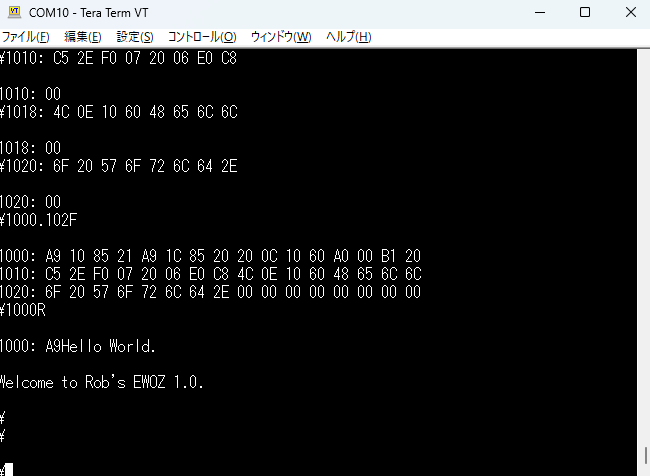 COM10 - Tera Term VT
ファイル(F) 編集(E) 設定(S) コントロール(O) ウィンドウ(W) ヘルプ(H)
¥1010: C5 2E F0 07 20 06 E0 C8
1010: 00
¥1018: 4C 0E 10 60 48 65 6C 6C
1018: 00
¥1020: 6F 20 57 6F 72 6C 64 2E
1020: 00
¥1000.102F
1000: A9 10 85 21 A9 1C 85 20 20 0C 10 60 A0 00 B1 20
1010: C5 2E F0 07 20 06 E0 C8 4C 0E 10 60 48 65 6C 6C
1020: 6F 20 57 6F 72 6C 64 2E 00 00 00 00 00 00 00 00
¥1000R
1000: A9Hello World.
Welcome to Rob's EWOZ 1.0.
¥
¥
¥